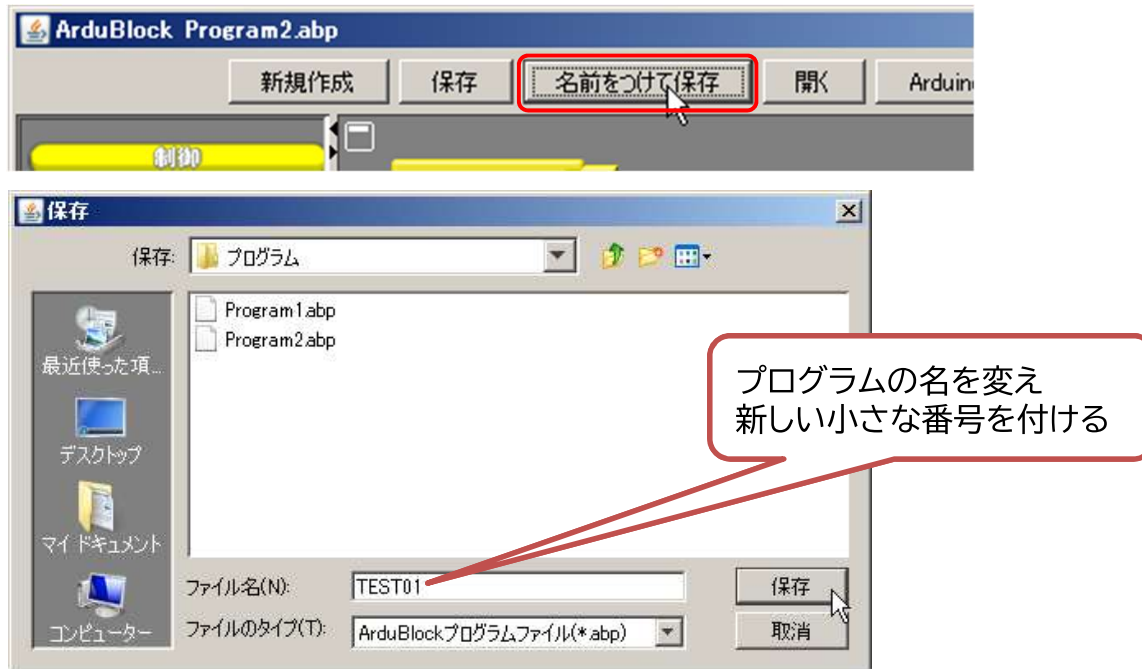 ArduBlock Program2.abp
新規作成 保存 名前をつけて保存 開く Arduin
制御
保存
保存: プログラム
Program1.abp
Program2.abp
最近使った項...
デスクトップ
マイ ドキュメント
コンピューター
プログラムの名を変え
新しい小さな番号を付ける
ファイル名(N): TEST01 保存
ファイルのタイプ(T): ArduBlockプログラムファイル(*.abp) 取消